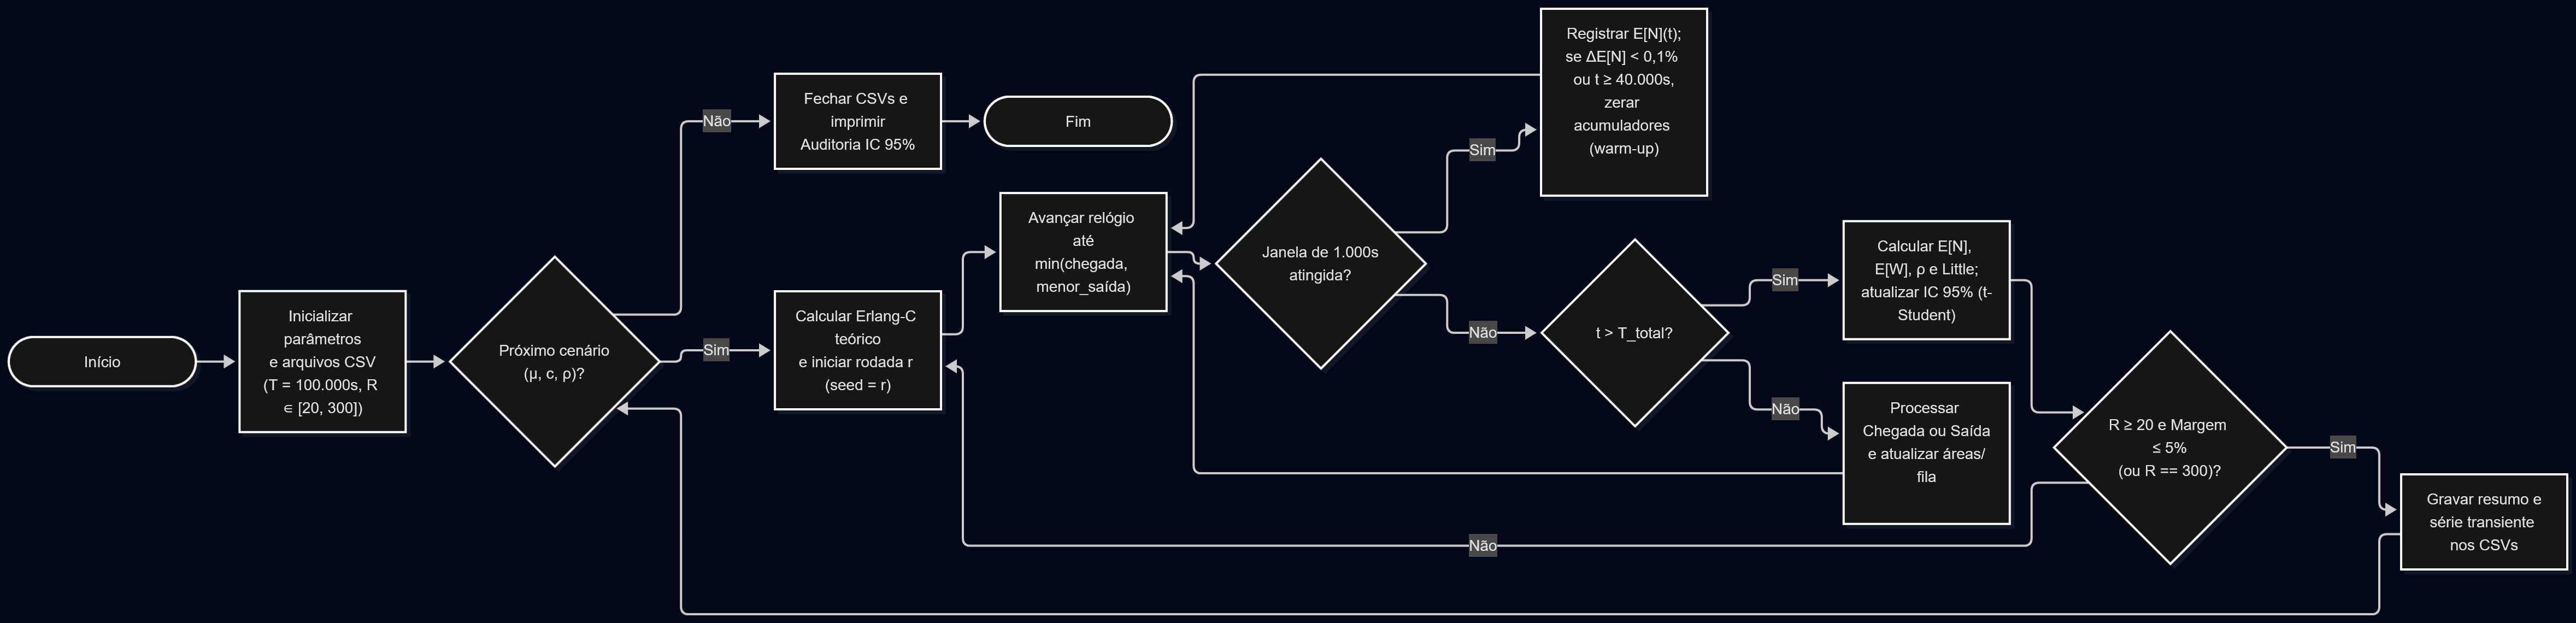 Início
Inicializar
parâmetros
e arquivos CSV
(T = 100.000s, R
∈ [20, 300])
Próximo cenário
(μ, c, ρ)?
Não
Fechar CSVs e
imprimir
Auditoria IC 95%
Fim
Sim
Calcular Erlang-C
teórico
e iniciar rodada r
(seed = r)
Avançar relógio
até
min(chegada,
menor_saída)
Janela de 1.000s
atingida?
Sim
Registrar E[N](t);
se ΔE[N] < 0,1%
ou t ≥ 40.000s,
zerar
acumuladores
(warm-up)
Não
t > T_total?
Sim
Calcular E[N],
E[W], ρ e Little;
atualizar IC 95% (t-
Student)
Não
Processar
Chegada ou Saída
e atualizar áreas/
fila
R ≥ 20 e Margem
≤ 5%
(ou R == 300)?
Não
Sim
Gravar resumo e
série transiente
nos CSVs